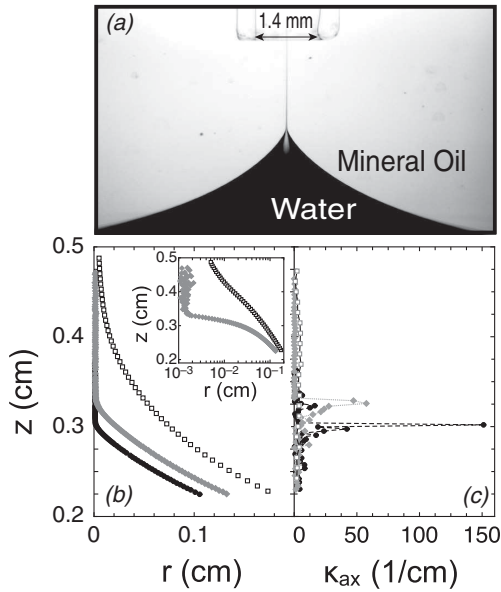 (a)
1.4 mm
Mineral Oil
Water
0.5
0.4
0.3
0.2
z (cm)
0.5
0.4
0.3
0.2
z (cm)
10⁻³ 10⁻² 10⁻¹
r (cm)
(b)
(c)
0 0.1
0 50 100 150
r (cm)
κax (1/cm)